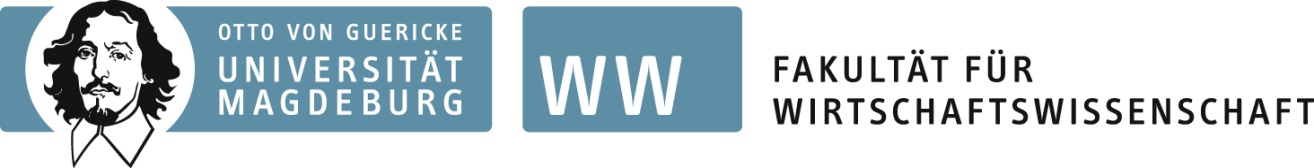 OTTO VON GUERICKE
UNIVERSITÄT
MAGDEBURG
WW
FAKULTÄT FÜR
WIRTSCHAFTSWISSENSCHAFT